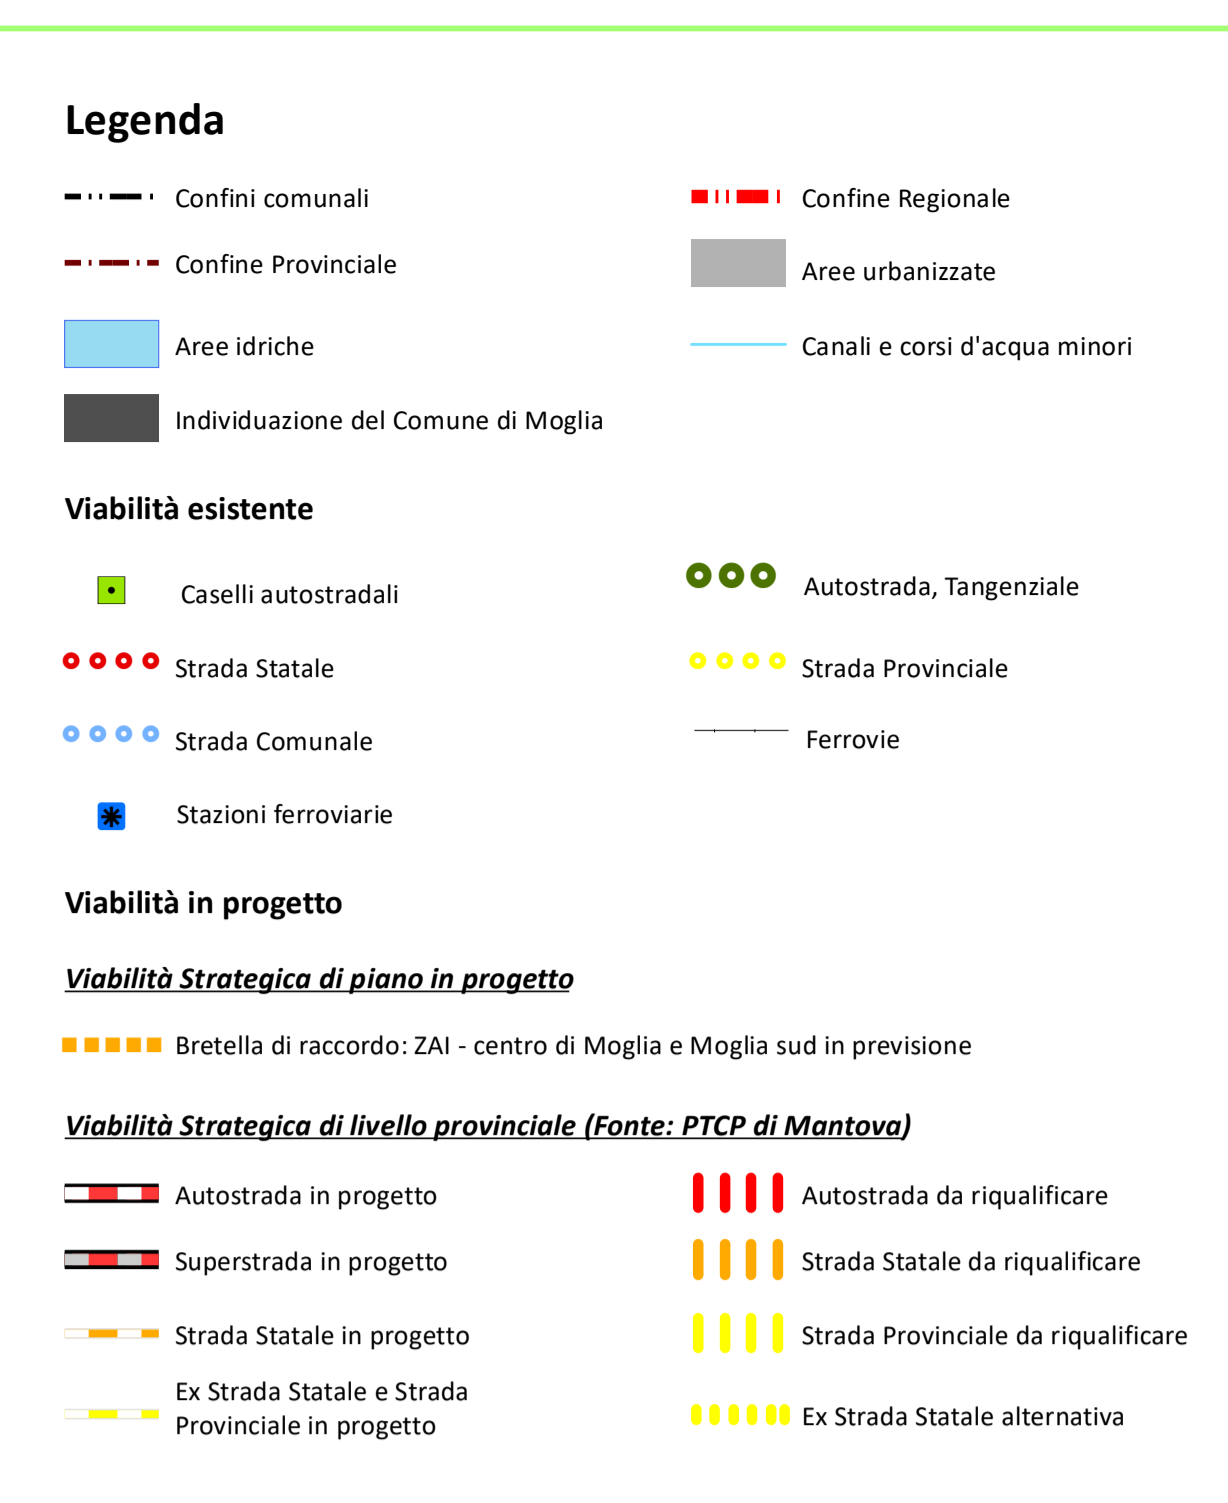 Legenda
Confini comunali
Confine Regionale
Confine Provinciale
Aree urbanizzate
Aree idriche
Canali e corsi d'acqua minori
Individuazione del Comune di Moglia
Viabilità esistente
Caselli autostradali
Autostrada, Tangenziale
Strada Statale
Strada Provinciale
Strada Comunale
Ferrovie
Stazioni ferroviarie
Viabilità in progetto
Viabilità Strategica di piano in progetto
Bretella di raccordo: ZAI - centro di Moglia e Moglia sud in previsione
Viabilità Strategica di livello provinciale (Fonte: PTCP di Mantova)
Autostrada in progetto
Autostrada da riqualificare
Superstrada in progetto
Strada Statale da riqualificare
Strada Statale in progetto
Strada Provinciale da riqualificare
Ex Strada Statale e Strada
Provinciale in progetto
Ex Strada Statale alternativa